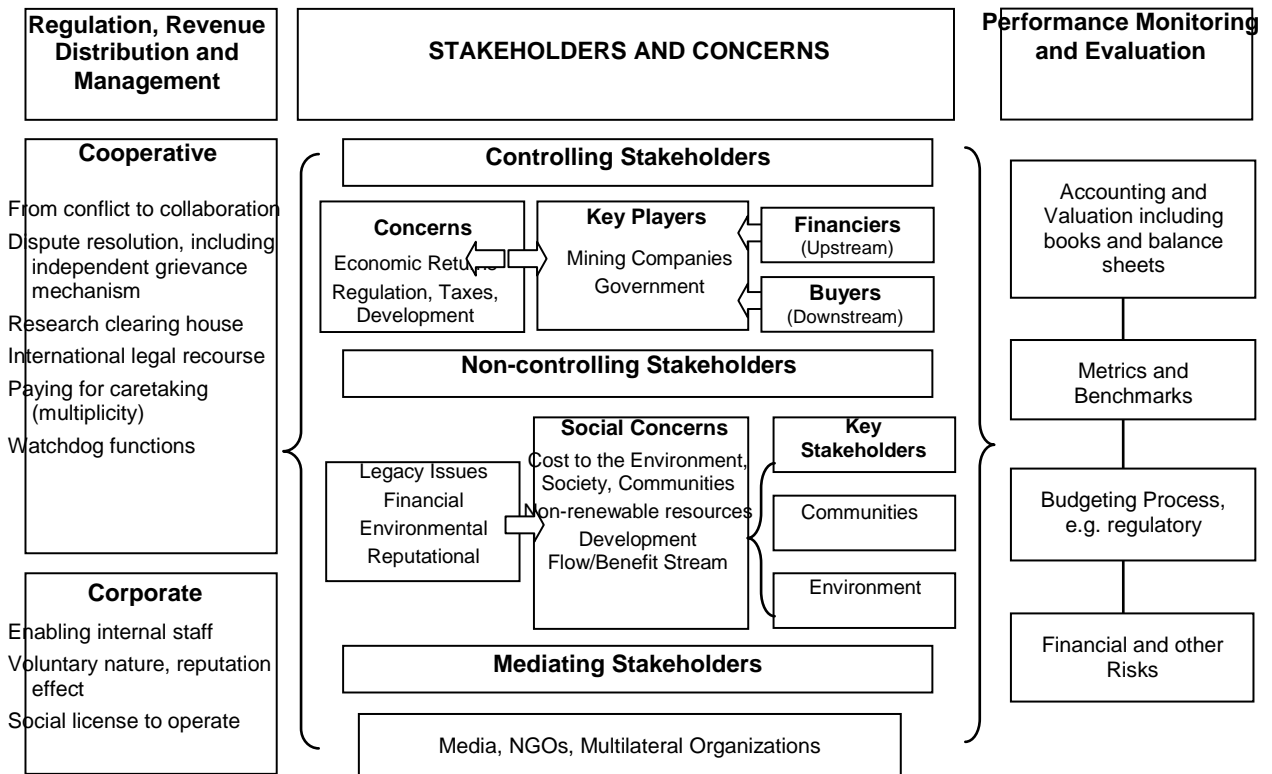 Regulation, Revenue
Distribution and
Management
STAKEHOLDERS AND CONCERNS
Performance Monitoring
and Evaluation
Cooperative
From conflict to collaboration
Dispute resolution, including
independent grievance
mechanism
Research clearing house
International legal recourse
Paying for caretaking
(multiplicity)
Watchdog functions
Corporate
Enabling internal staff
Voluntary nature, reputation
effect
Social license to operate
Controlling Stakeholders
Concerns
Economic Returns
Regulation, Taxes,
Development
Key Players
Mining Companies
Government
Financiers
(Upstream)
Buyers
(Downstream)
Non-controlling Stakeholders
Legacy Issues
Financial
Environmental
Reputational
Social Concerns
Cost to the Environment,
Society, Communities
Non-renewable resources
Development
Flow/Benefit Stream
Key
Stakeholders
Communities
Environment
Mediating Stakeholders
Media, NGOs, Multilateral Organizations
Accounting and
Valuation including
books and balance
sheets
Metrics and
Benchmarks
Budgeting Process,
e.g. regulatory
Financial and other
Risks